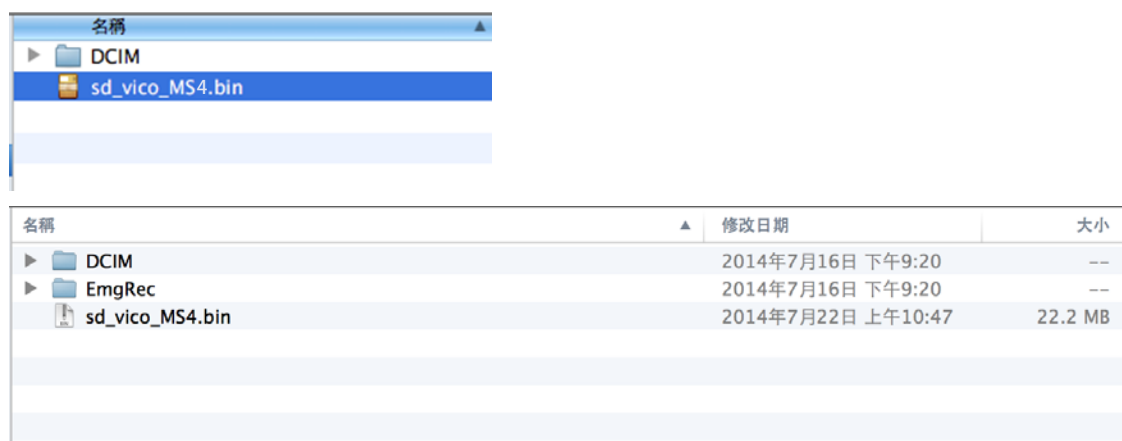 名稱
DCIM
sd_vico_MS4.bin
名稱 修改日期 大小
DCIM 2014年7月16日 下午9:20 --
EmgRec 2014年7月16日 下午9:20 --
sd_vico_MS4.bin 2014年7月22日 上午10:47 22.2 MB